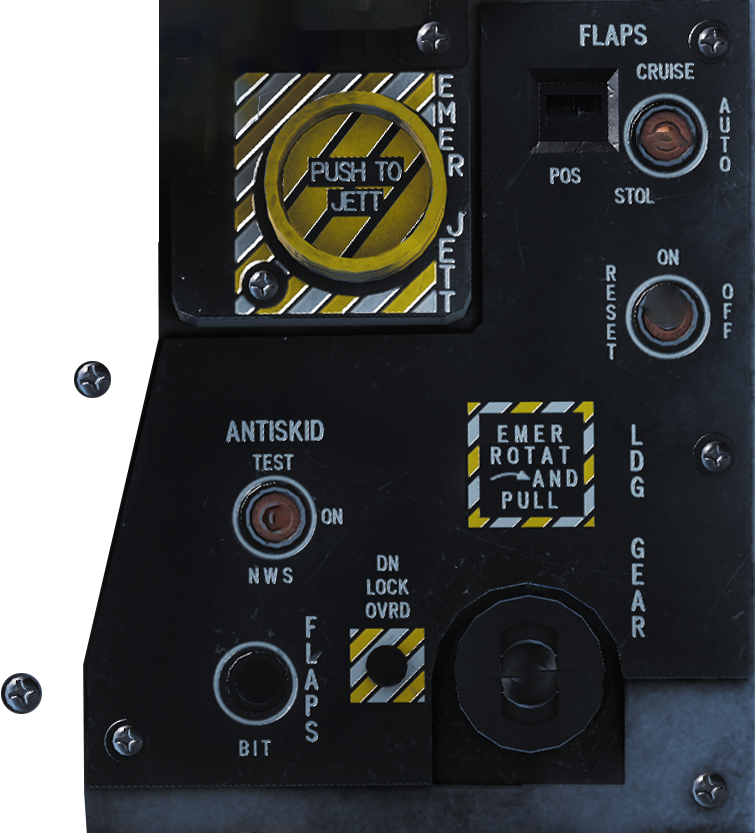 FLAPS
CRUISE
AUTO
POS
STOL
EMER JETT
PUSH TO
JETT
ON
RESET
OFF
ANTISKID
TEST
ON
NWS
EMER
ROTAT
AND
PULL
LDG GEAR
DN
LOCK
OVRD
FLAPS
BIT